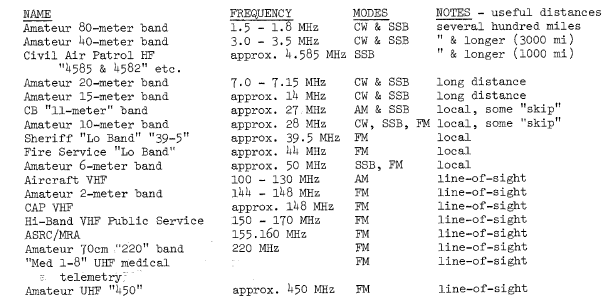 NAME FREQUENCY MODES NOTES - useful distances
Amateur 80-meter band 1.5 - 1.8 MHz CW & SSB several hundred miles
Amateur 40-meter band 3.0 - 3.5 MHz CW & SSB " & longer (3000 mi)
Civil Air Patrol HF approx. 4.585 MHz SSB " & longer (1000 mi)
"4585 & 4582" etc.
Amateur 20-meter band 7.0 - 7.15 MHz CW & SSB long distance
Amateur 15-meter band approx. 14 MHz CW & SSB long distance
CB "11-meter" band approx. 27 MHz AM & SSB local, some "skip"
Amateur 10-meter band approx. 28 MHz CW, SSB, FM local, some "skip"
Sheriff "Lo Band" "39-5" approx. 39.5 MHz FM local
Fire Service "Lo Band" approx. 44 MHz FM local
Amateur 6-meter band approx. 50 MHz SSB, FM local
Aircraft VHF 100 - 130 MHz AM line-of-sight
Amateur 2-meter band 144 - 148 MHz FM line-of-sight
CAP VHF approx. 148 MHz FM line-of-sight
Hi-Band VHF Public Service 150 - 170 MHz FM line-of-sight
ASRC/MRA 155.160 MHz FM line-of-sight
Amateur 70cm "220" band 220 MHz FM line-of-sight
"Med 1-8" UHF medical FM line-of-sight
telemetry
Amateur UHF "450" approx. 450 MHz FM line-of-sight